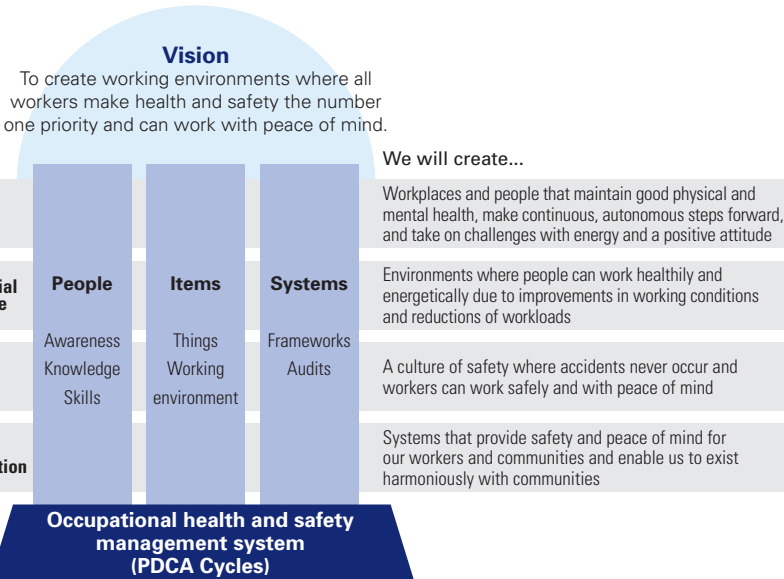 Vision
To create working environments where all
workers make health and safety the number
one priority and can work with peace of mind.
We will create...
Workplaces and people that maintain good physical and
mental health, make continuous, autonomous steps forward,
and take on challenges with energy and a positive attitude
People
Items
Systems
Environments where people can work healthily and
energetically due to improvements in working conditions
and reductions of workloads
Awareness
Knowledge
Skills
Things
Working
environment
Frameworks
Audits
A culture of safety where accidents never occur and
workers can work safely and with peace of mind
Systems that provide safety and peace of mind for
our workers and communities and enable us to exist
harmoniously with communities
Occupational health and safety
management system
(PDCA Cycles)